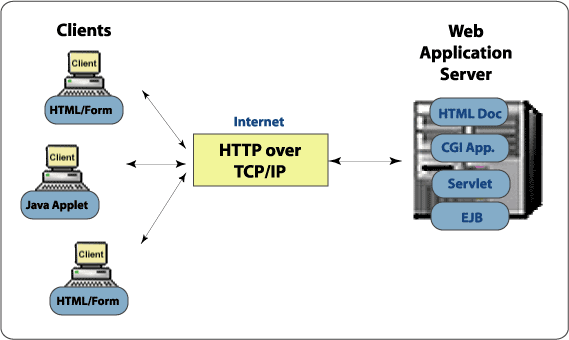 Clients
Web
Application
Server
Client
HTML/Form
Client
Java Applet
Client
HTML/Form
Internet
HTTP over
TCP/IP
HTML Doc
CGI App.
Servlet
EJB